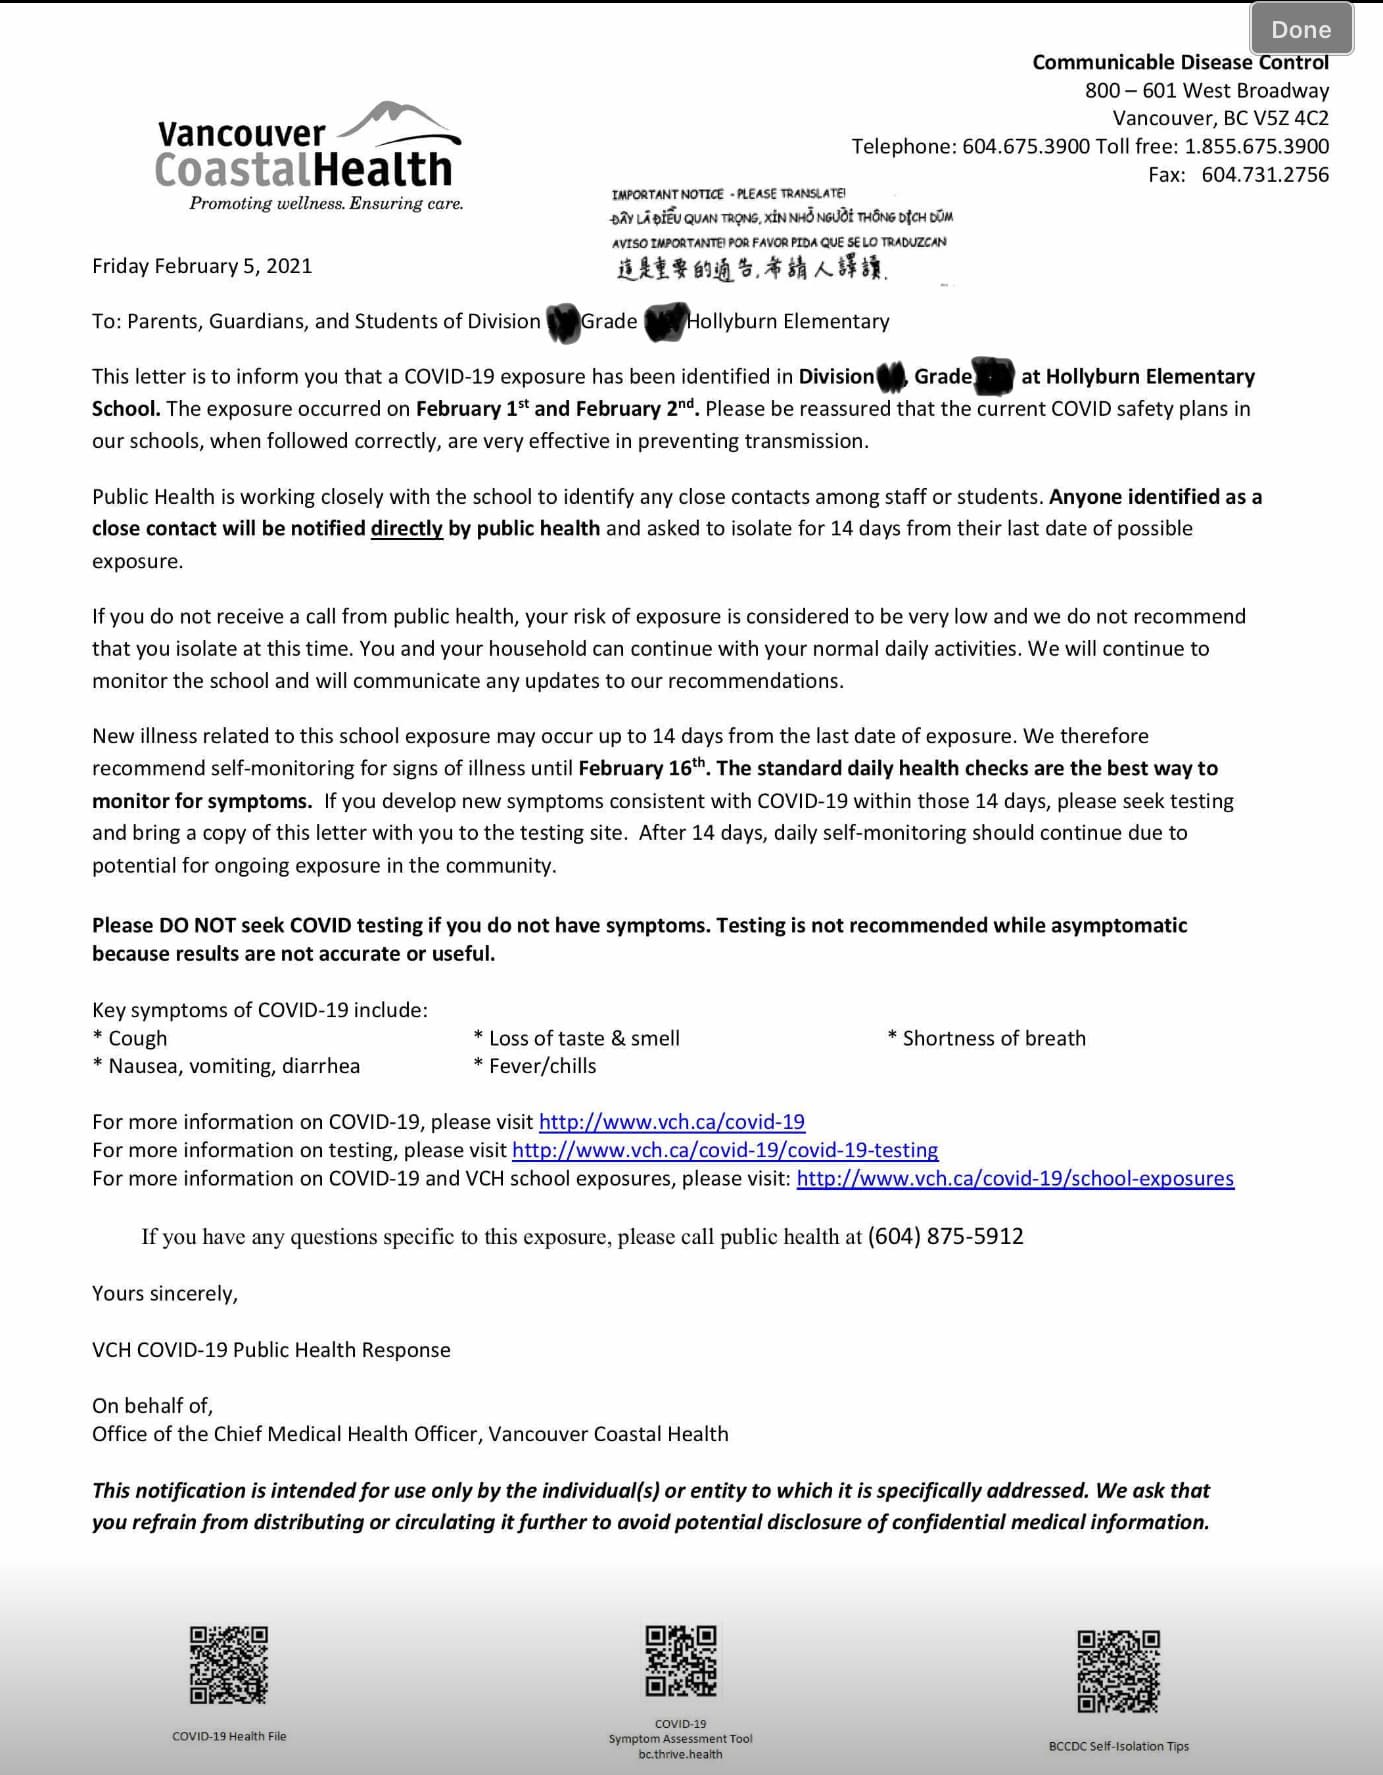 Done
Communicable Disease Control
800 – 601 West Broadway
Vancouver, BC V5Z 4C2
Telephone: 604.675.3900 Toll free: 1.855.675.3900
Fax: 604.731.2756
Vancouver
CoastalHealth
Promoting wellness. Ensuring care.
IMPORTANT NOTICE - PLEASE TRANSLATE!
ĐÂY LÀ ĐIỀU QUAN TRỌNG, XIN NHỜ NGƯỜI THÔNG DỊCH DÙM
AVISO IMPORTANTE! POR FAVOR PIDA QUE SE LO TRADUZCAN
這是重要的通告,希請人譯讀.
Friday February 5, 2021
To: Parents, Guardians, and Students of Division Grade Hollyburn Elementary
This letter is to inform you that a COVID-19 exposure has been identified in Division , Grade at Hollyburn Elementary
School. The exposure occurred on February 1st and February 2nd. Please be reassured that the current COVID safety plans in
our schools, when followed correctly, are very effective in preventing transmission.
Public Health is working closely with the school to identify any close contacts among staff or students. Anyone identified as a
close contact will be notified directly by public health and asked to isolate for 14 days from their last date of possible
exposure.
If you do not receive a call from public health, your risk of exposure is considered to be very low and we do not recommend
that you isolate at this time. You and your household can continue with your normal daily activities. We will continue to
monitor the school and will communicate any updates to our recommendations.
New illness related to this school exposure may occur up to 14 days from the last date of exposure. We therefore
recommend self-monitoring for signs of illness until February 16th. The standard daily health checks are the best way to
monitor for symptoms. If you develop new symptoms consistent with COVID-19 within those 14 days, please seek testing
and bring a copy of this letter with you to the testing site. After 14 days, daily self-monitoring should continue due to
potential for ongoing exposure in the community.
Please DO NOT seek COVID testing if you do not have symptoms. Testing is not recommended while asymptomatic
because results are not accurate or useful.
Key symptoms of COVID-19 include:
* Cough * Loss of taste & smell * Shortness of breath
* Nausea, vomiting, diarrhea * Fever/chills
For more information on COVID-19, please visit http://www.vch.ca/covid-19
For more information on testing, please visit http://www.vch.ca/covid-19/covid-19-testing
For more information on COVID-19 and VCH school exposures, please visit: http://www.vch.ca/covid-19/school-exposures
If you have any questions specific to this exposure, please call public health at (604) 875-5912
Yours sincerely,
VCH COVID-19 Public Health Response
On behalf of,
Office of the Chief Medical Health Officer, Vancouver Coastal Health
This notification is intended for use only by the individual(s) or entity to which it is specifically addressed. We ask that
you refrain from distributing or circulating it further to avoid potential disclosure of confidential medical information.
COVID-19 Health File
COVID-19
Symptom Assessment Tool
bc.thrive.health
BCCDC Self-Isolation Tips